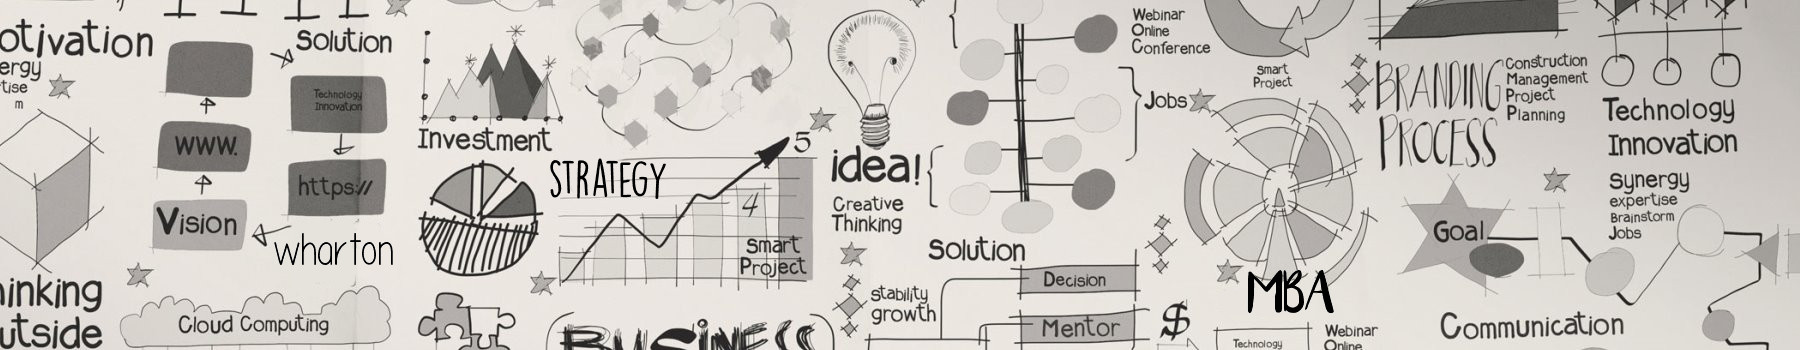 otivation
ergy
tise
m
Solution
Technology
Innovation
www.
https://
Vision
wharton
hinking
utside
Cloud Computing
Investment
STRATEGY
5
4
Smart
Project
BUSINESS
idea!
Creative
Thinking
Webinar
Online
Conference
Jobs
Solution
stability
growth
Decision
Mentor
$
Smart
Project
MBA
Technology
Webinar
Online
BRANDING
PROCESS
Construction
Management
Project
Planning
Technology
Innovation
Synergy
expertise
Brainstorm
Jobs
Goal
Communication